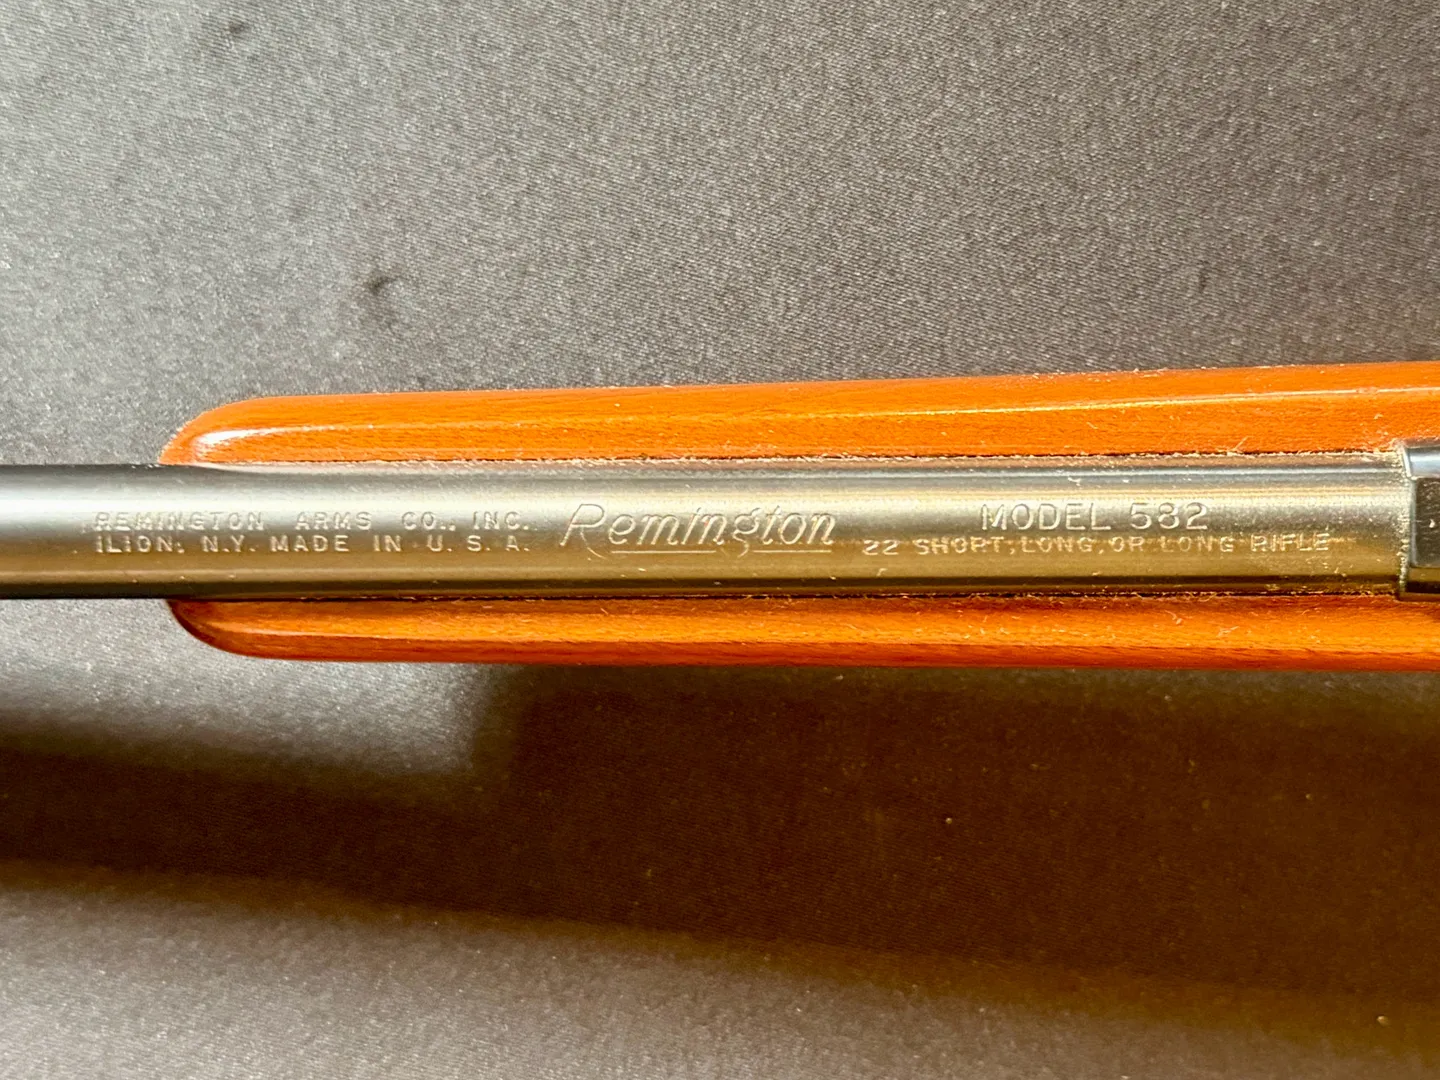 REMINGTON ARMS CO., INC.
ILION, N.Y. MADE IN U.S.A.
Remington
MODEL 582
22 SHORT, LONG, OR LONG RIFLE